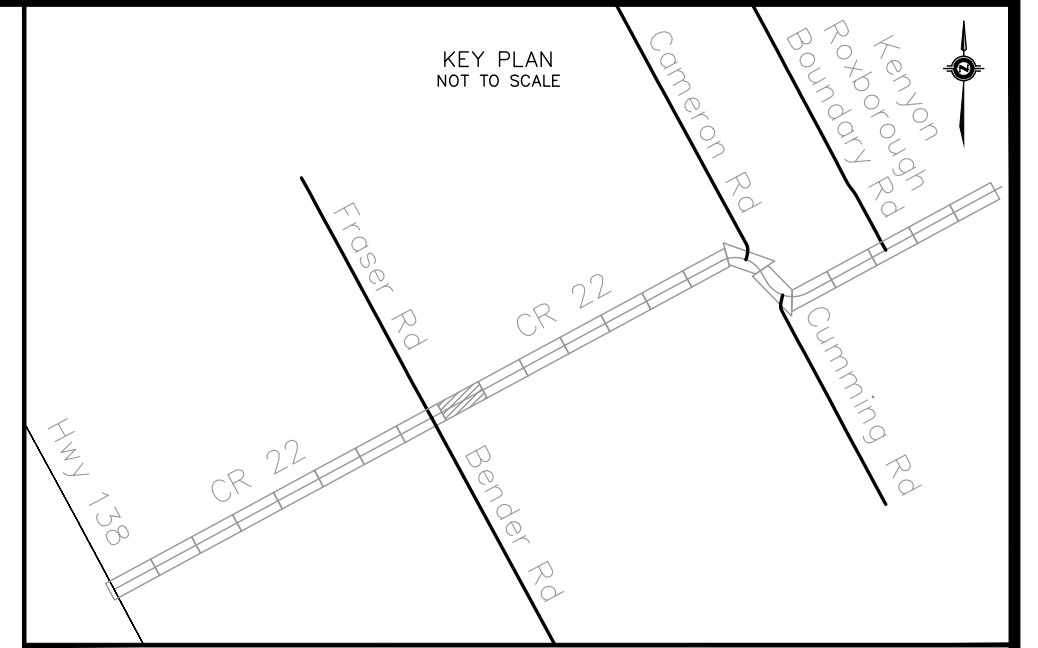 KEY PLAN
NOT TO SCALE
Cameron Rd
Kenyon
Roxborough
Boundary Rd
Fraser Rd
CR 22
Cumming Rd
Hwy 138
CR 22
Bender Rd
Z